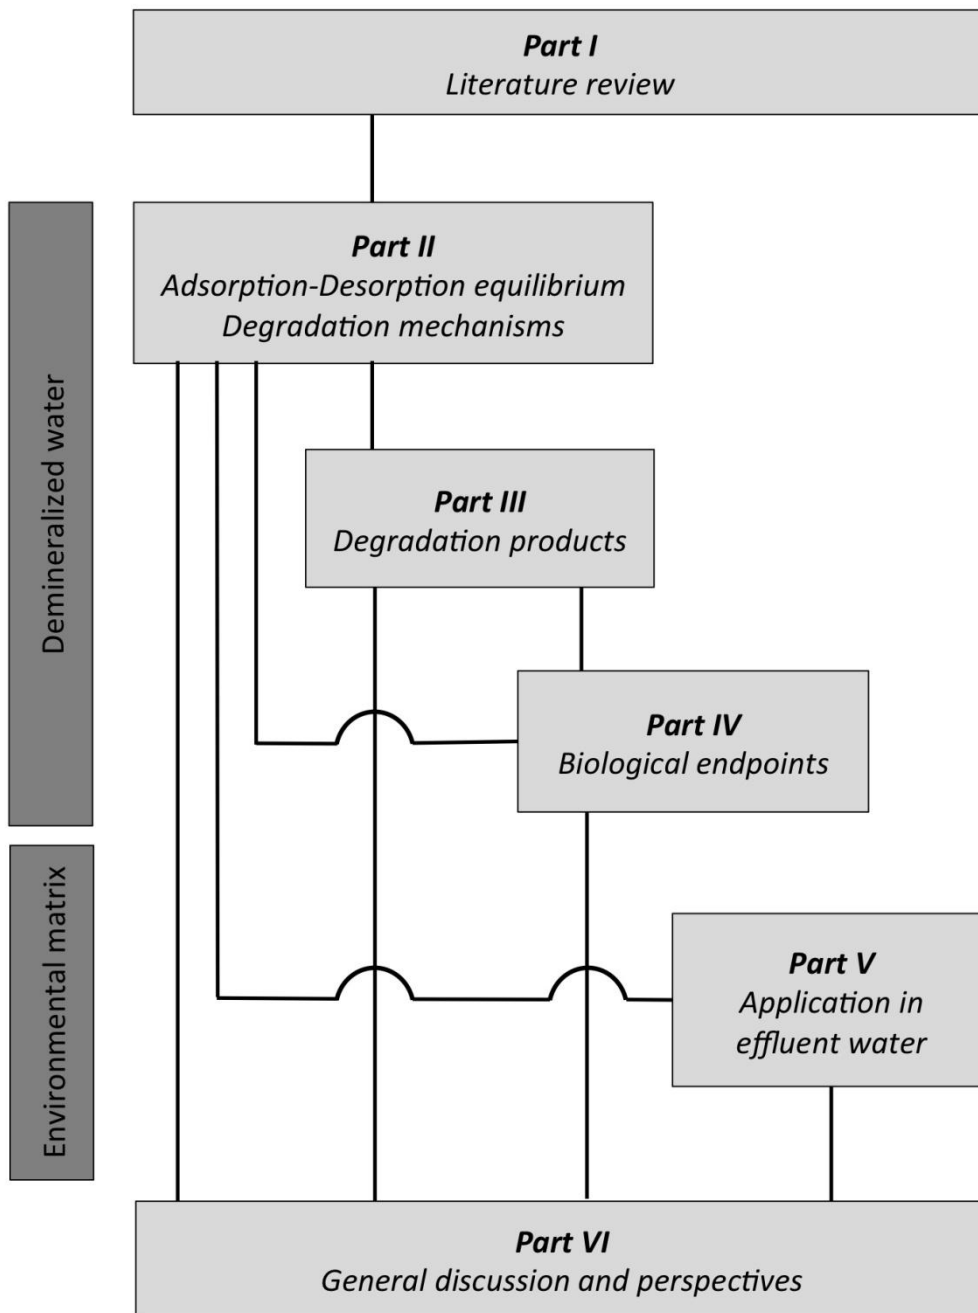 Part I
Literature review
Demineralized water
Part II
Adsorption-Desorption equilibrium
Degradation mechanisms
Part III
Degradation products
Part IV
Biological endpoints
Environmental matrix
Part V
Application in
effluent water
Part VI
General discussion and perspectives